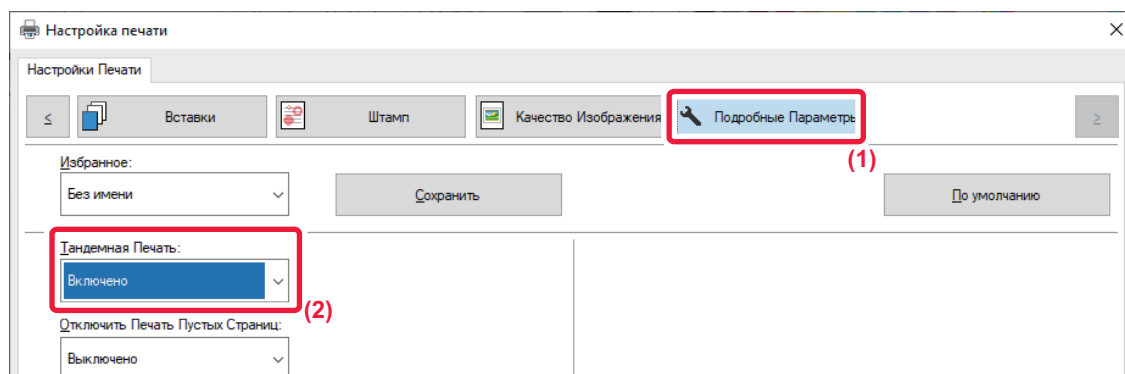 Настройка печати
Настройки Печати
≤ Вставки Штамп Качество Изображения Подробные Параметры ≥
(1)
Избранное:
Без имени Сохранить По умолчанию
Тандемная Печать:
Включено
(2)
Отключить Печать Пустых Страниц:
Выключено